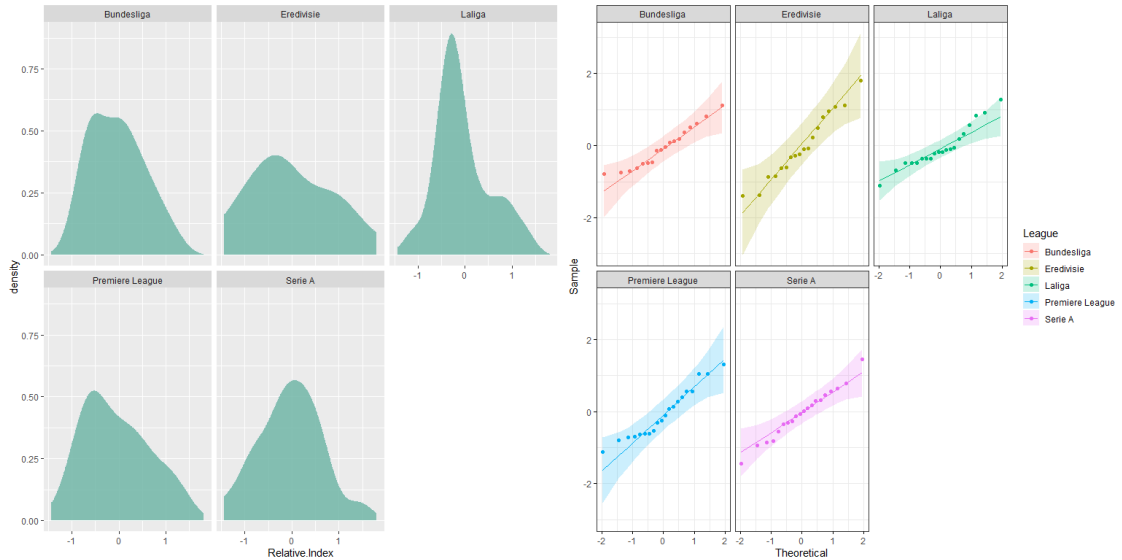 Bundesliga
Eredivisie
Laliga
0.75
0.50
0.25
0.00
-1
0
1
Premiere League
Serie A
0.75
0.50
0.25
0.00
-1
0
1
-1
0
1
density
Relative.Index
Bundesliga
Eredivisie
Laliga
2
0
-2
-2
-1
0
1
2
Premiere League
Serie A
2
0
-2
-2
-1
0
1
2
-2
-1
0
1
2
Sample
Theoretical
League
Bundesliga
Eredivisie
Laliga
Premiere League
Serie A